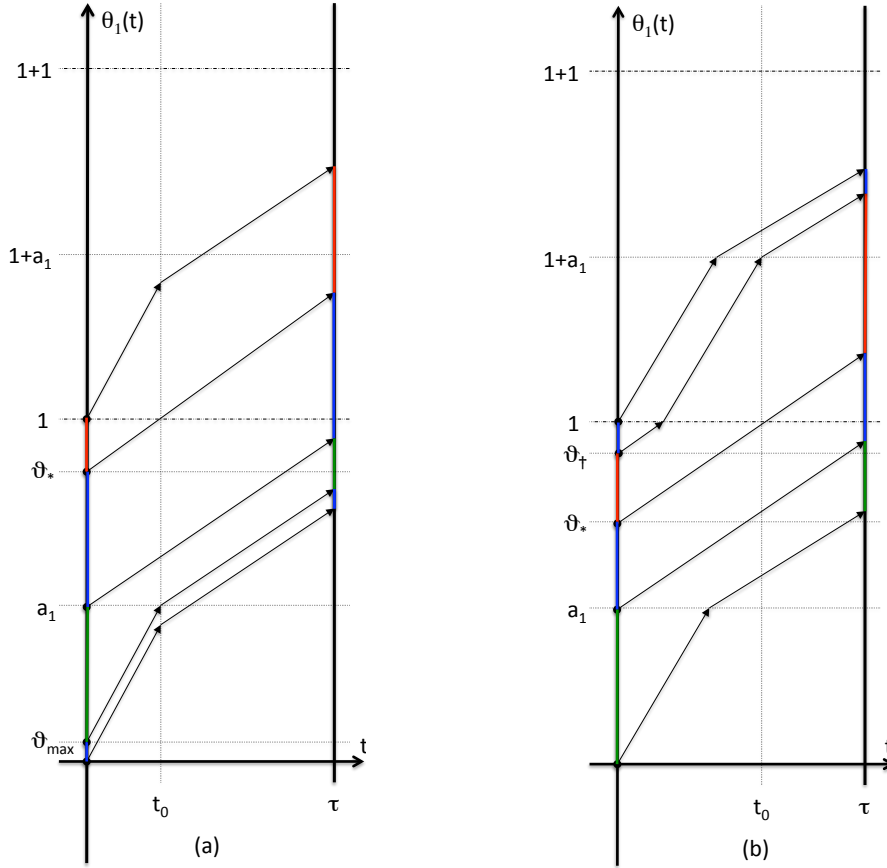 θ₁(t)
1+1
1+a₁
1
ϑ*
a₁
ϑmax
t
t₀
τ
(a)
θ₁(t)
1+1
1+a₁
1
ϑ†
ϑ*
a₁
t
t₀
τ
(b)